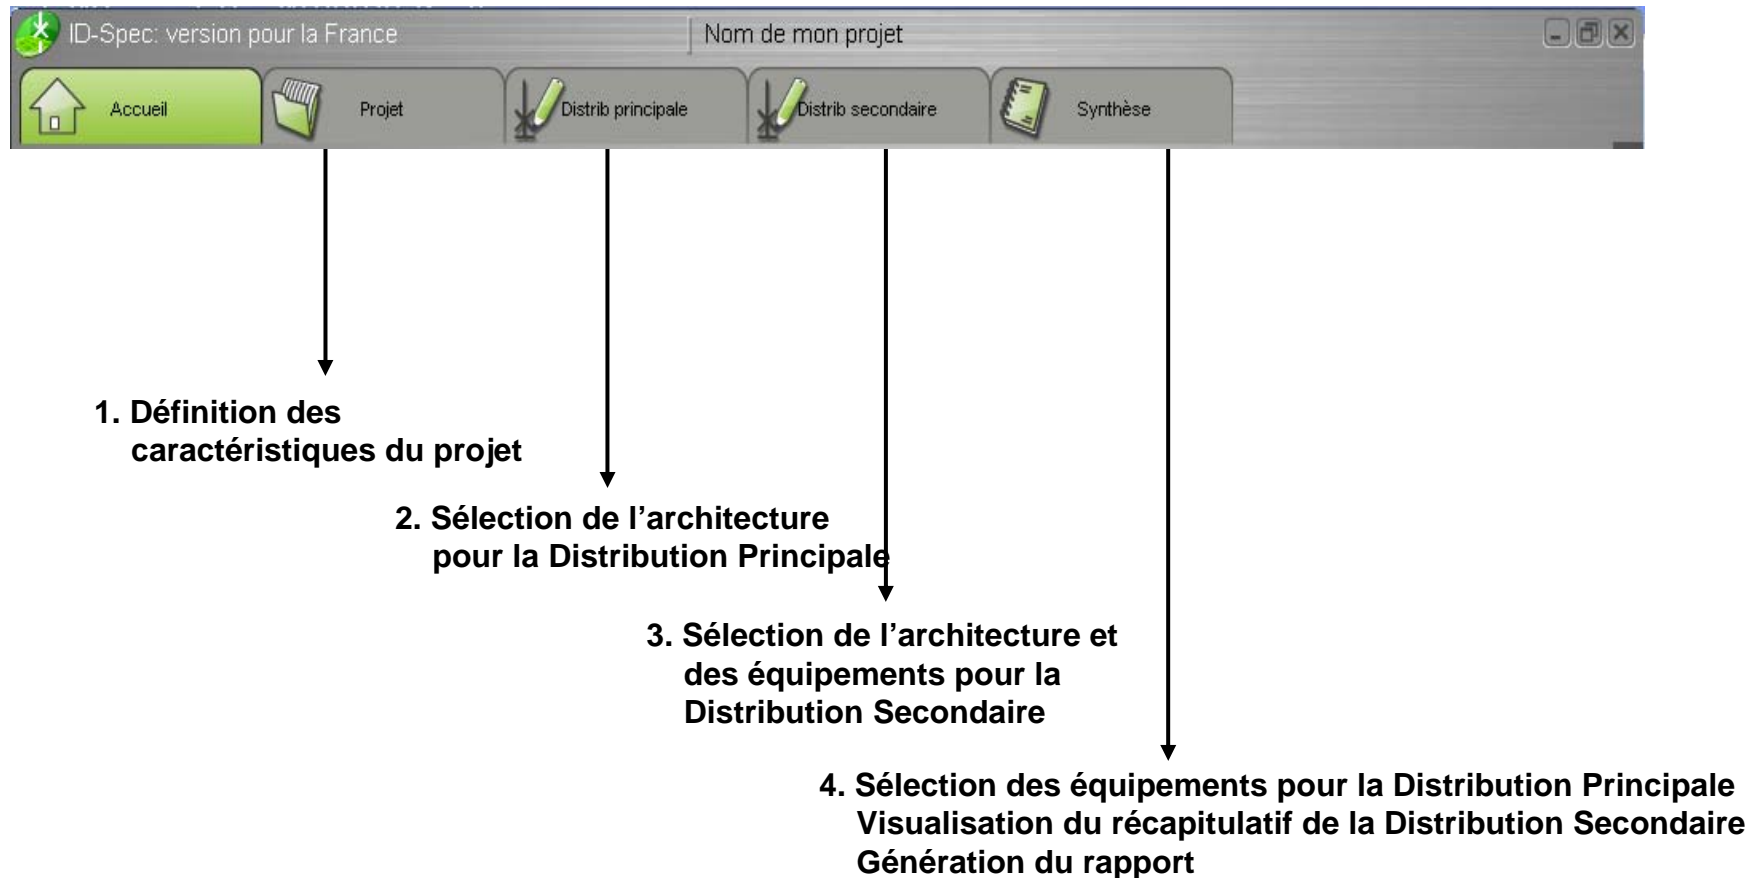 ID-Spec: version pour la France
Nom de mon projet
Accueil
Projet
Distrib principale
Distrib secondaire
Synthèse
1. Définition des
caractéristiques du projet
2. Sélection de l’architecture
pour la Distribution Principale
3. Sélection de l’architecture et
des équipements pour la
Distribution Secondaire
4. Sélection des équipements pour la Distribution Principale
Visualisation du récapitulatif de la Distribution Secondaire
Génération du rapport